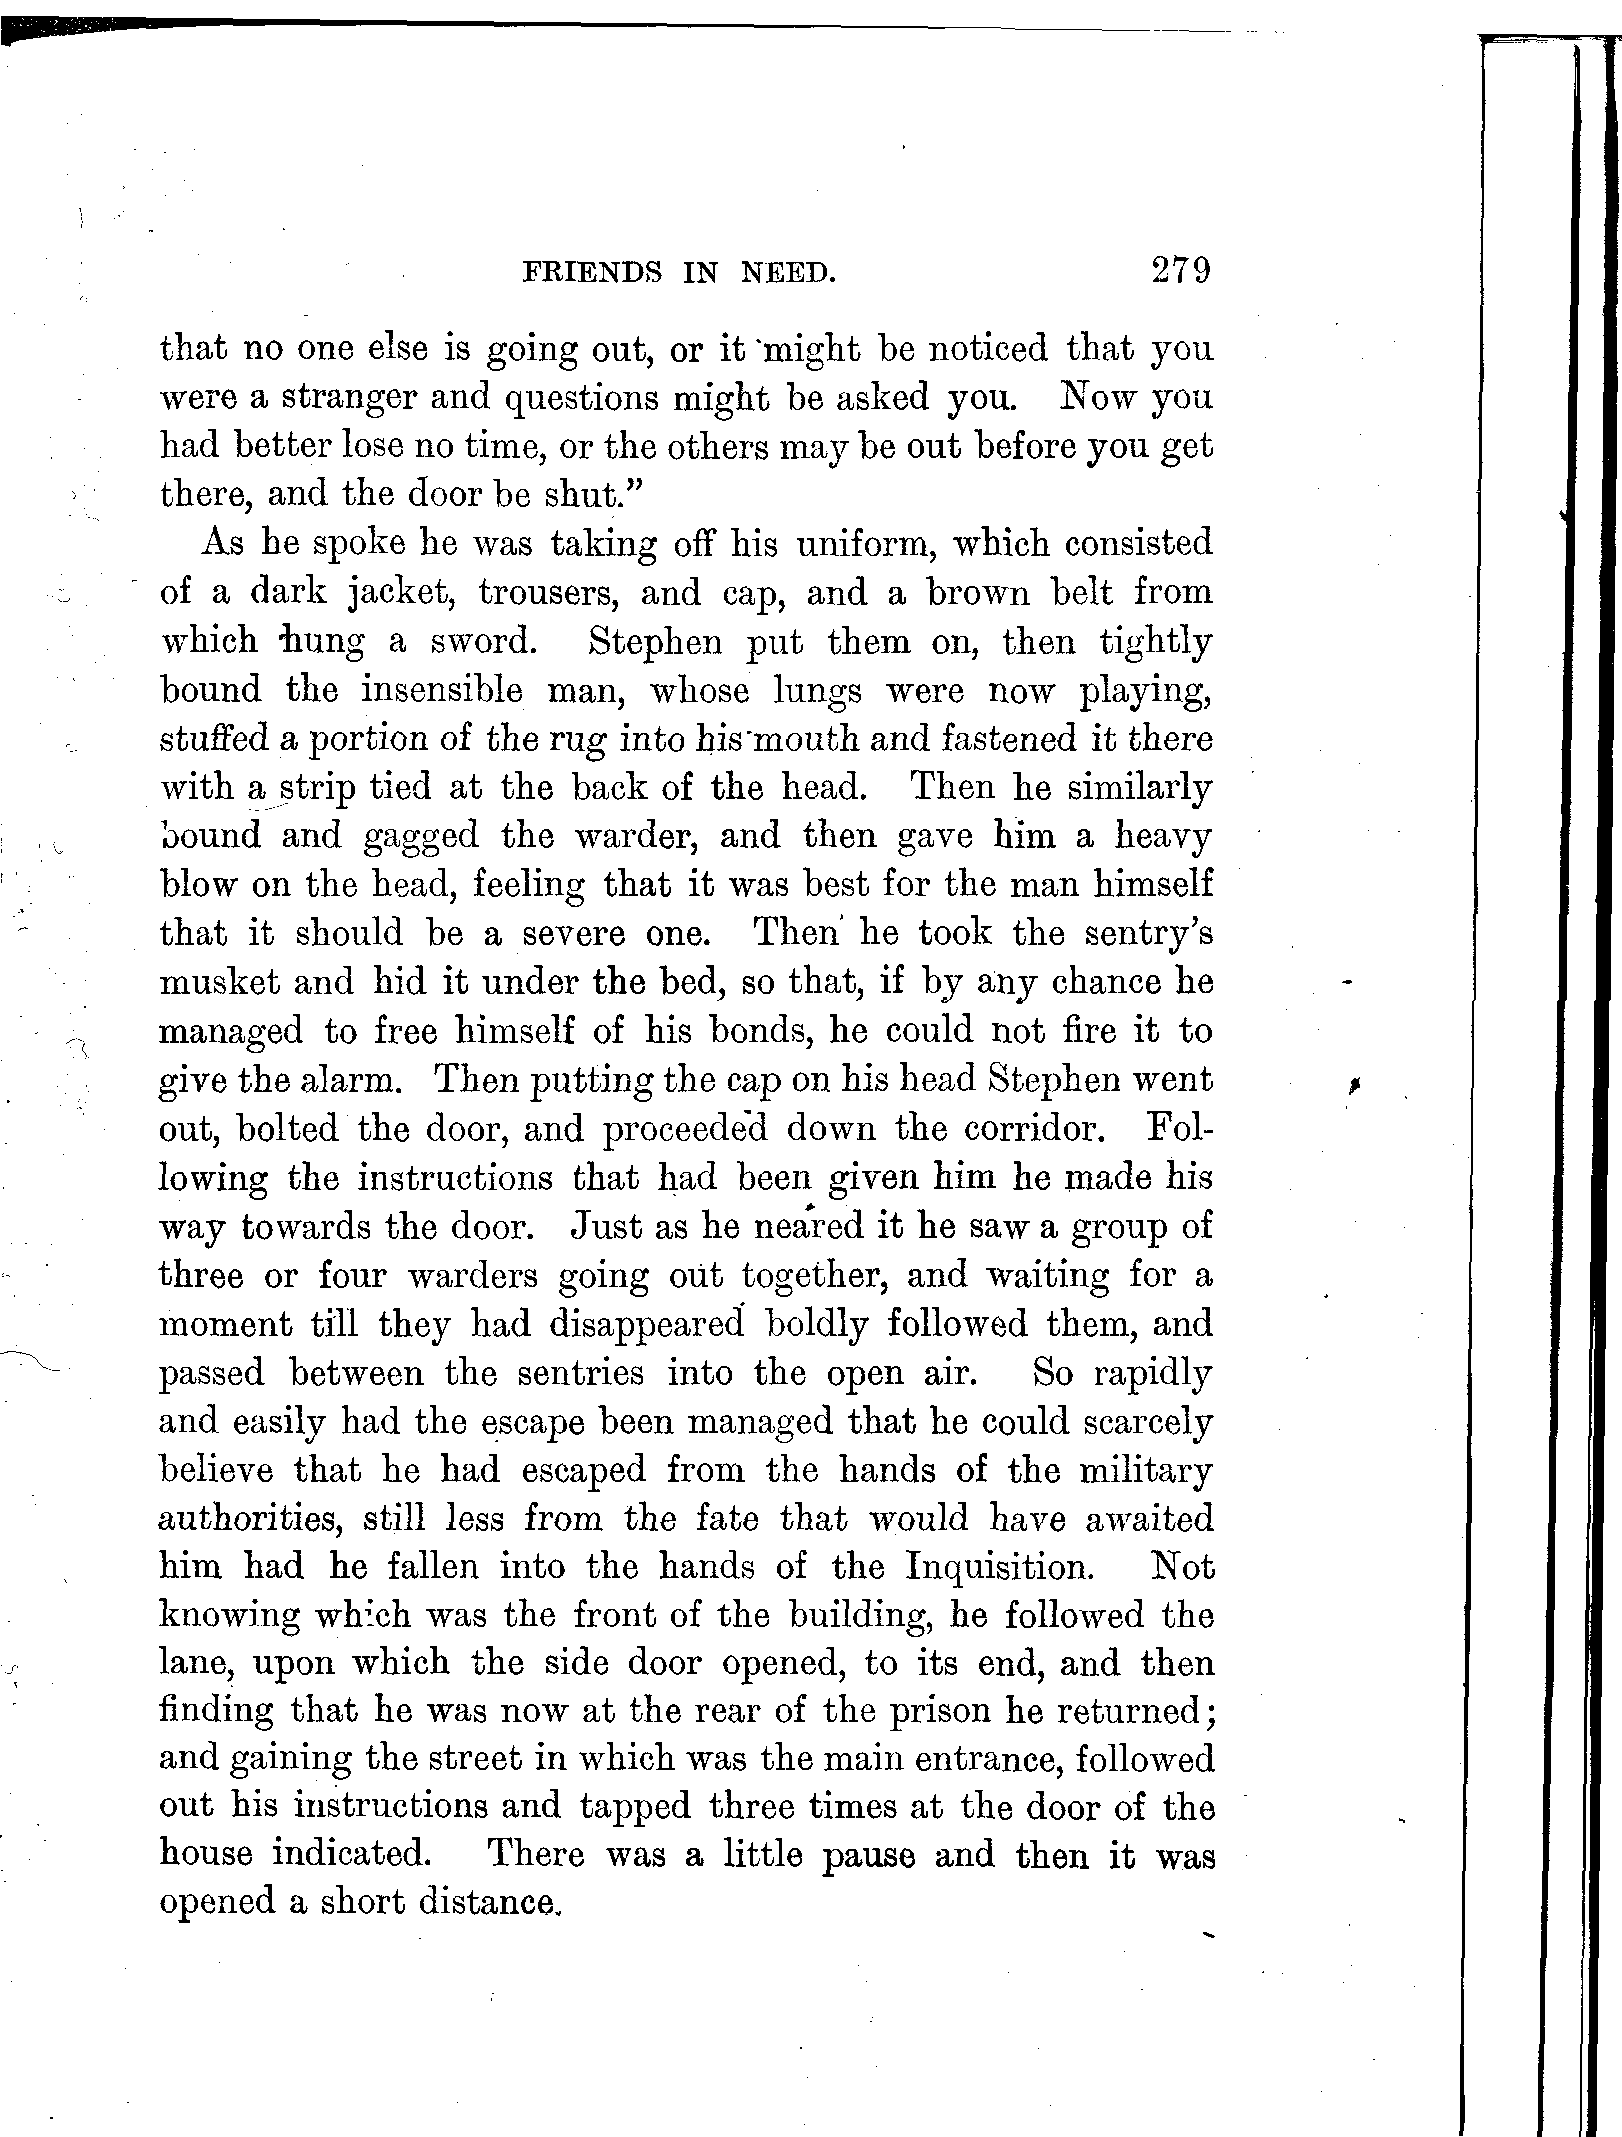 FRIENDS IN NEED. 279
that no one else is going out, or it might be noticed that you
were a stranger and questions might be asked you. Now you
had better lose no time, or the others may be out before you get
there, and the door be shut.”
As he spoke he was taking off his uniform, which consisted
of a dark jacket, trousers, and cap, and a brown belt from
which hung a sword. Stephen put them on, then tightly
bound the insensible man, whose lungs were now playing,
stuffed a portion of the rug into his mouth and fastened it there
with a strip tied at the back of the head. Then he similarly
bound and gagged the warder, and then gave him a heavy
blow on the head, feeling that it was best for the man himself
that it should be a severe one. Then he took the sentry's
musket and hid it under the bed, so that, if by any chance he
managed to free himself of his bonds, he could not fire it to
give the alarm. Then putting the cap on his head Stephen went
out, bolted the door, and proceeded down the corridor. Fol-
lowing the instructions that had been given him he made his
way towards the door. Just as he neared it he saw a group of
three or four warders going out together, and waiting for a
moment till they had disappeared boldly followed them, and
passed between the sentries into the open air. So rapidly
and easily had the escape been managed that he could scarcely
believe that he had escaped from the hands of the military
authorities, still less from the fate that would have awaited
him had he fallen into the hands of the Inquisition. Not
knowing which was the front of the building, he followed the
lane, upon which the side door opened, to its end, and then
finding that he was now at the rear of the prison he returned;
and gaining the street in which was the main entrance, followed
out his instructions and tapped three times at the door of the
house indicated. There was a little pause and then it was
opened a short distance.